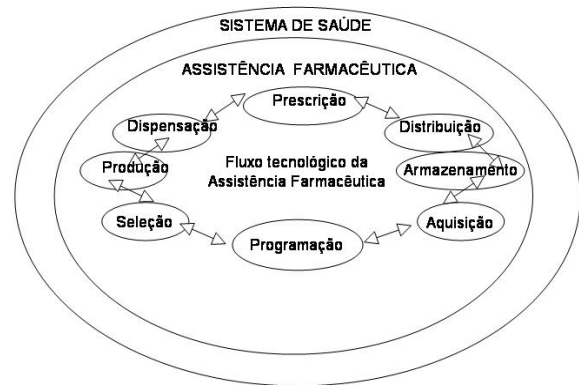 SISTEMA DE SAÚDE
ASSISTÊNCIA FARMACÊUTICA
Prescrição
Dispensação
Distribuição
Produção
Fluxo tecnológico da
Assistência Farmacêutica
Armazenamento
Seleção
Aquisição
Programação